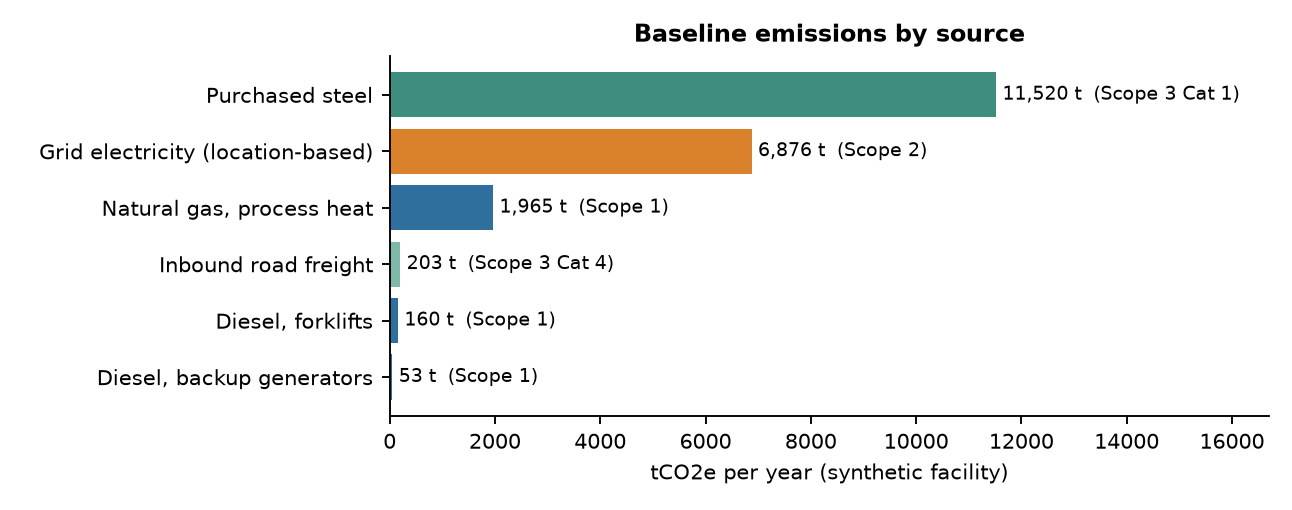 Baseline emissions by source
Purchased steel
11,520 t  (Scope 3 Cat 1)
Grid electricity (location-based)
6,876 t  (Scope 2)
Natural gas, process heat
1,965 t  (Scope 1)
Inbound road freight
203 t  (Scope 3 Cat 4)
Diesel, forklifts
160 t  (Scope 1)
Diesel, backup generators
53 t  (Scope 1)
0 2000 4000 6000 8000 10000 12000 14000 16000
tCO2e per year (synthetic facility)